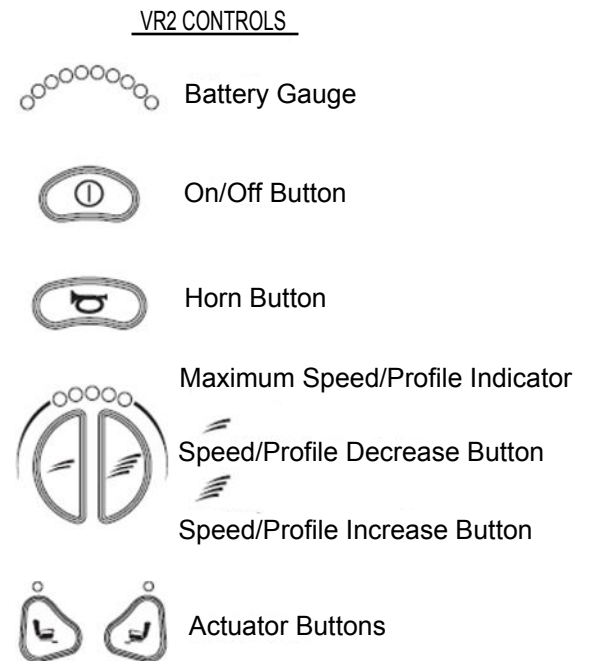 VR2 CONTROLS
Battery Gauge
On/Off Button
Horn Button
Maximum Speed/Profile Indicator
Speed/Profile Decrease Button
Speed/Profile Increase Button
Actuator Buttons